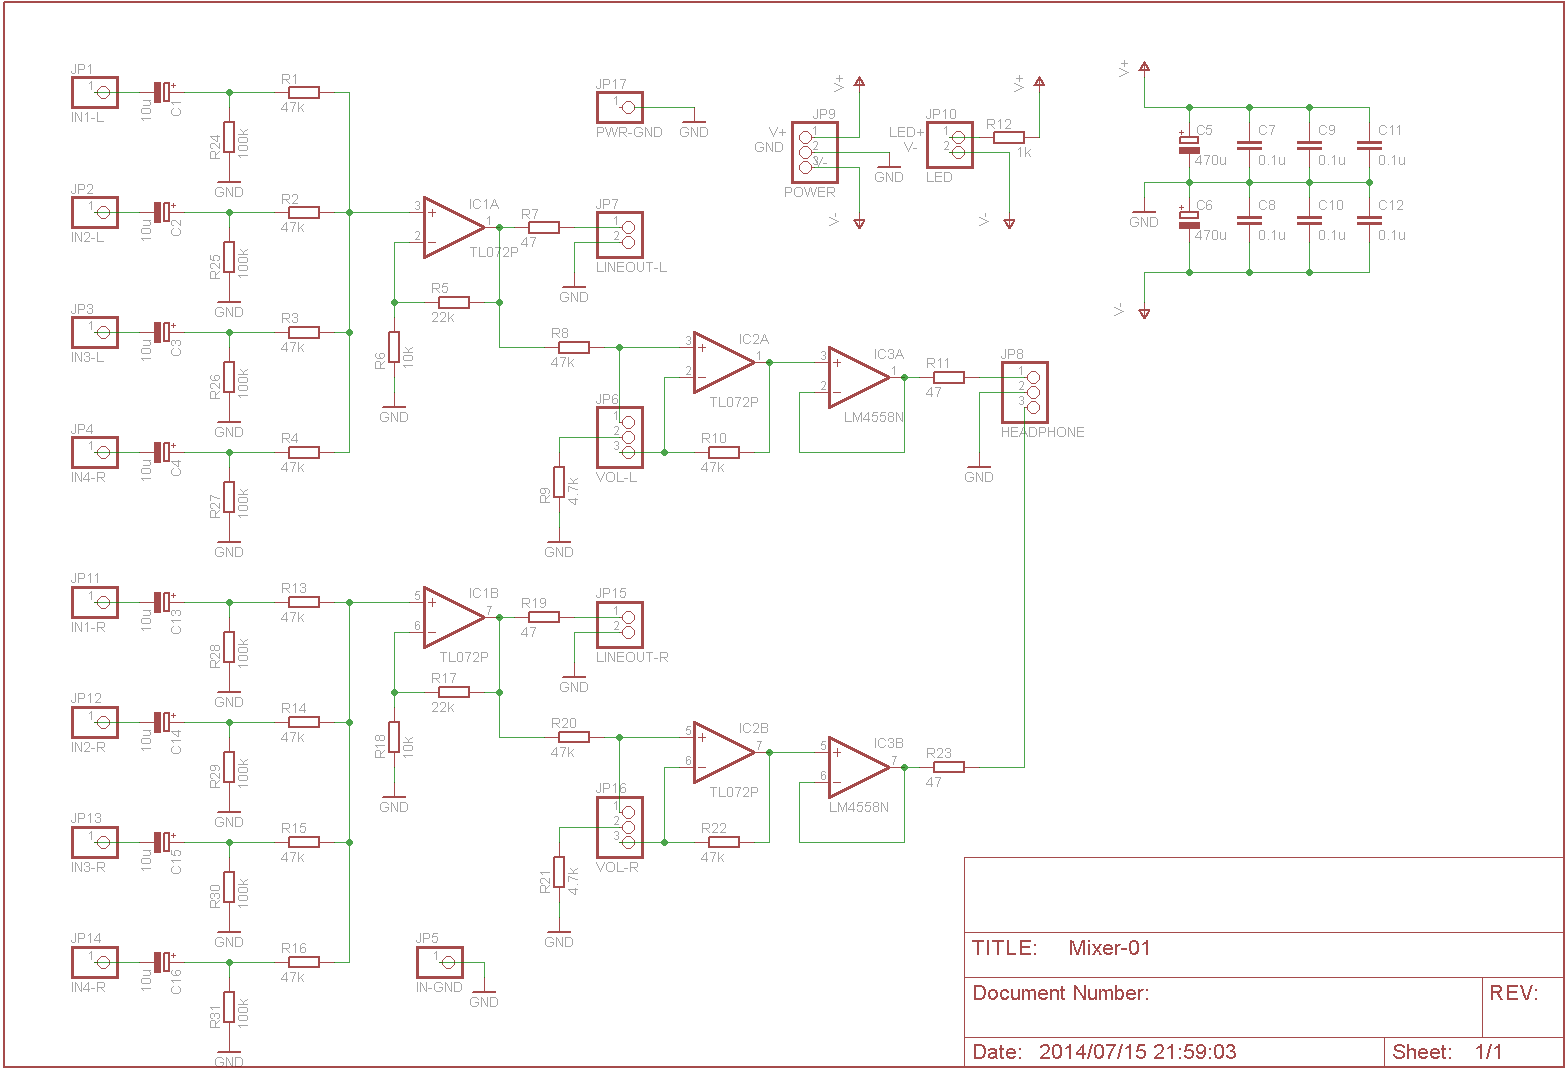 JP1
1
IN1-L
10u
C1
R24
100k
GND
R1
47k
JP2
1
IN2-L
10u
C2
R25
100k
GND
R2
47k
JP3
1
IN3-L
10u
C3
R26
100k
GND
R3
47k
JP4
1
IN4-R
10u
C4
R27
100k
GND
R4
47k
IC1A
3
2
1
TL072P
R5
22k
R6
10k
GND
R7
47
JP7
1
2
LINEOUT-L
GND
R8
47k
JP6
1
2
3
VOL-L
R9
4.7k
GND
IC2A
3
2
1
TL072P
R10
47k
IC3A
3
2
1
LM4558N
R11
47
JP8
1
2
3
HEADPHONE
GND
JP17
1
PWR-GND
GND
V+
JP9
V+
GND
V-
1
2
3
POWER
GND
V-
V+
JP10
LED+
V-
1
2
LED
R12
1k
V-
V+
C5
470u
C7
0.1u
C9
0.1u
C11
0.1u
GND
C6
470u
C8
0.1u
C10
0.1u
C12
0.1u
V-
JP11
1
IN1-R
10u
C13
R28
100k
GND
R13
47k
JP12
1
IN2-R
10u
C14
R29
100k
GND
R14
47k
JP13
1
IN3-R
10u
C15
R30
100k
GND
R15
47k
JP14
1
IN4-R
10u
C16
R31
100k
GND
R16
47k
IC1B
5
6
7
TL072P
R17
22k
R18
10k
GND
R19
47
JP15
1
2
LINEOUT-R
GND
R20
47k
JP16
1
2
3
VOL-R
R21
4.7k
GND
IC2B
5
6
7
TL072P
R22
47k
IC3B
5
6
7
LM4558N
R23
47
JP5
1
IN-GND
GND
TITLE: Mixer-01
Document Number:
REV:
Date: 2014/07/15 21:59:03
Sheet: 1/1